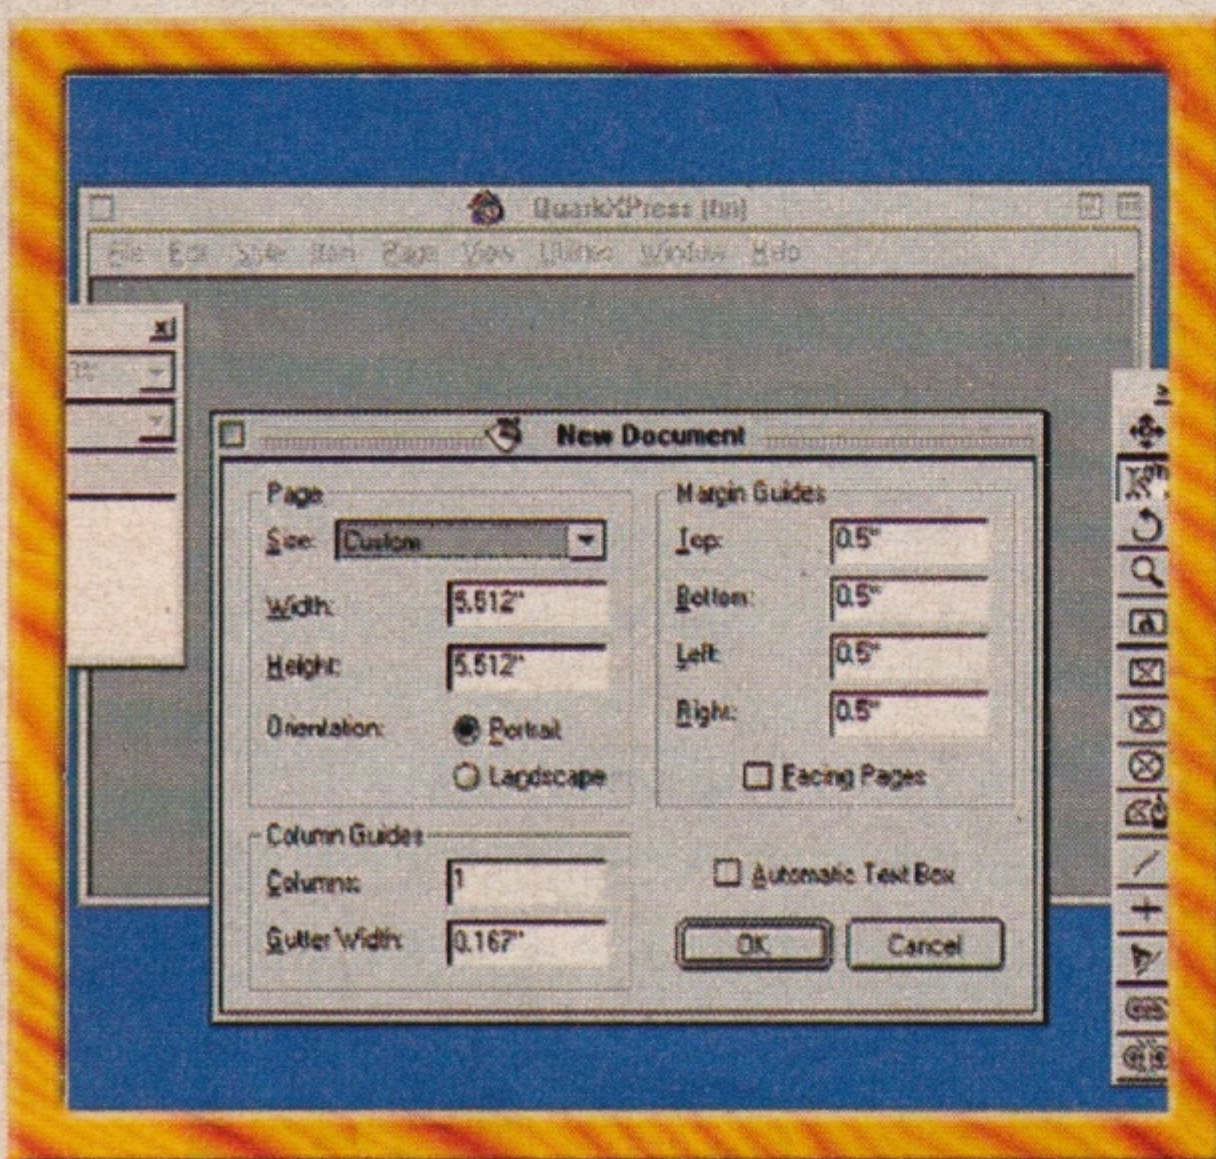 QuarkXPress (tm)
File Edit Style Item Page View Utilities Window Help
New Document
Page
Size: Custom
Width: 5.512"
Height: 5.512"
Orientation: Portrait
Landscape
Column Guides
Columns: 1
Gutter Width: 0.167"
Margin Guides
Top: 0.5"
Bottom: 0.5"
Left: 0.5"
Right: 0.5"
Facing Pages
Automatic Text Box
OK Cancel